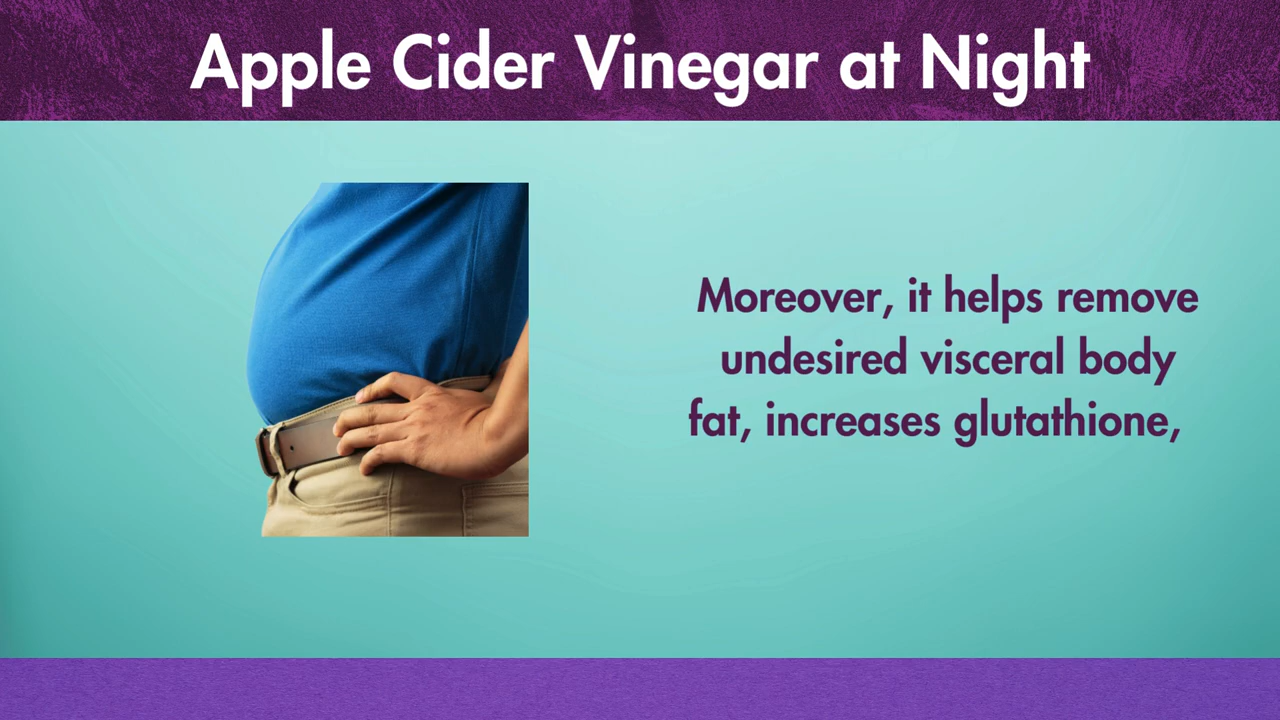 Apple Cider Vinegar at Night
Moreover, it helps remove
undesired visceral body
fat, increases glutathione,